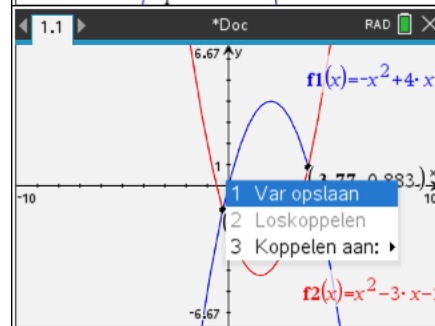 1.1 *Doc RAD
6.67 y
f1(x)=-x²+4·x
1
(3.77, 0.883) x
-10 10
1 Var opslaan
2 Loskoppelen
3 Koppelen aan:
f2(x)=x²-3·x-
-6.67